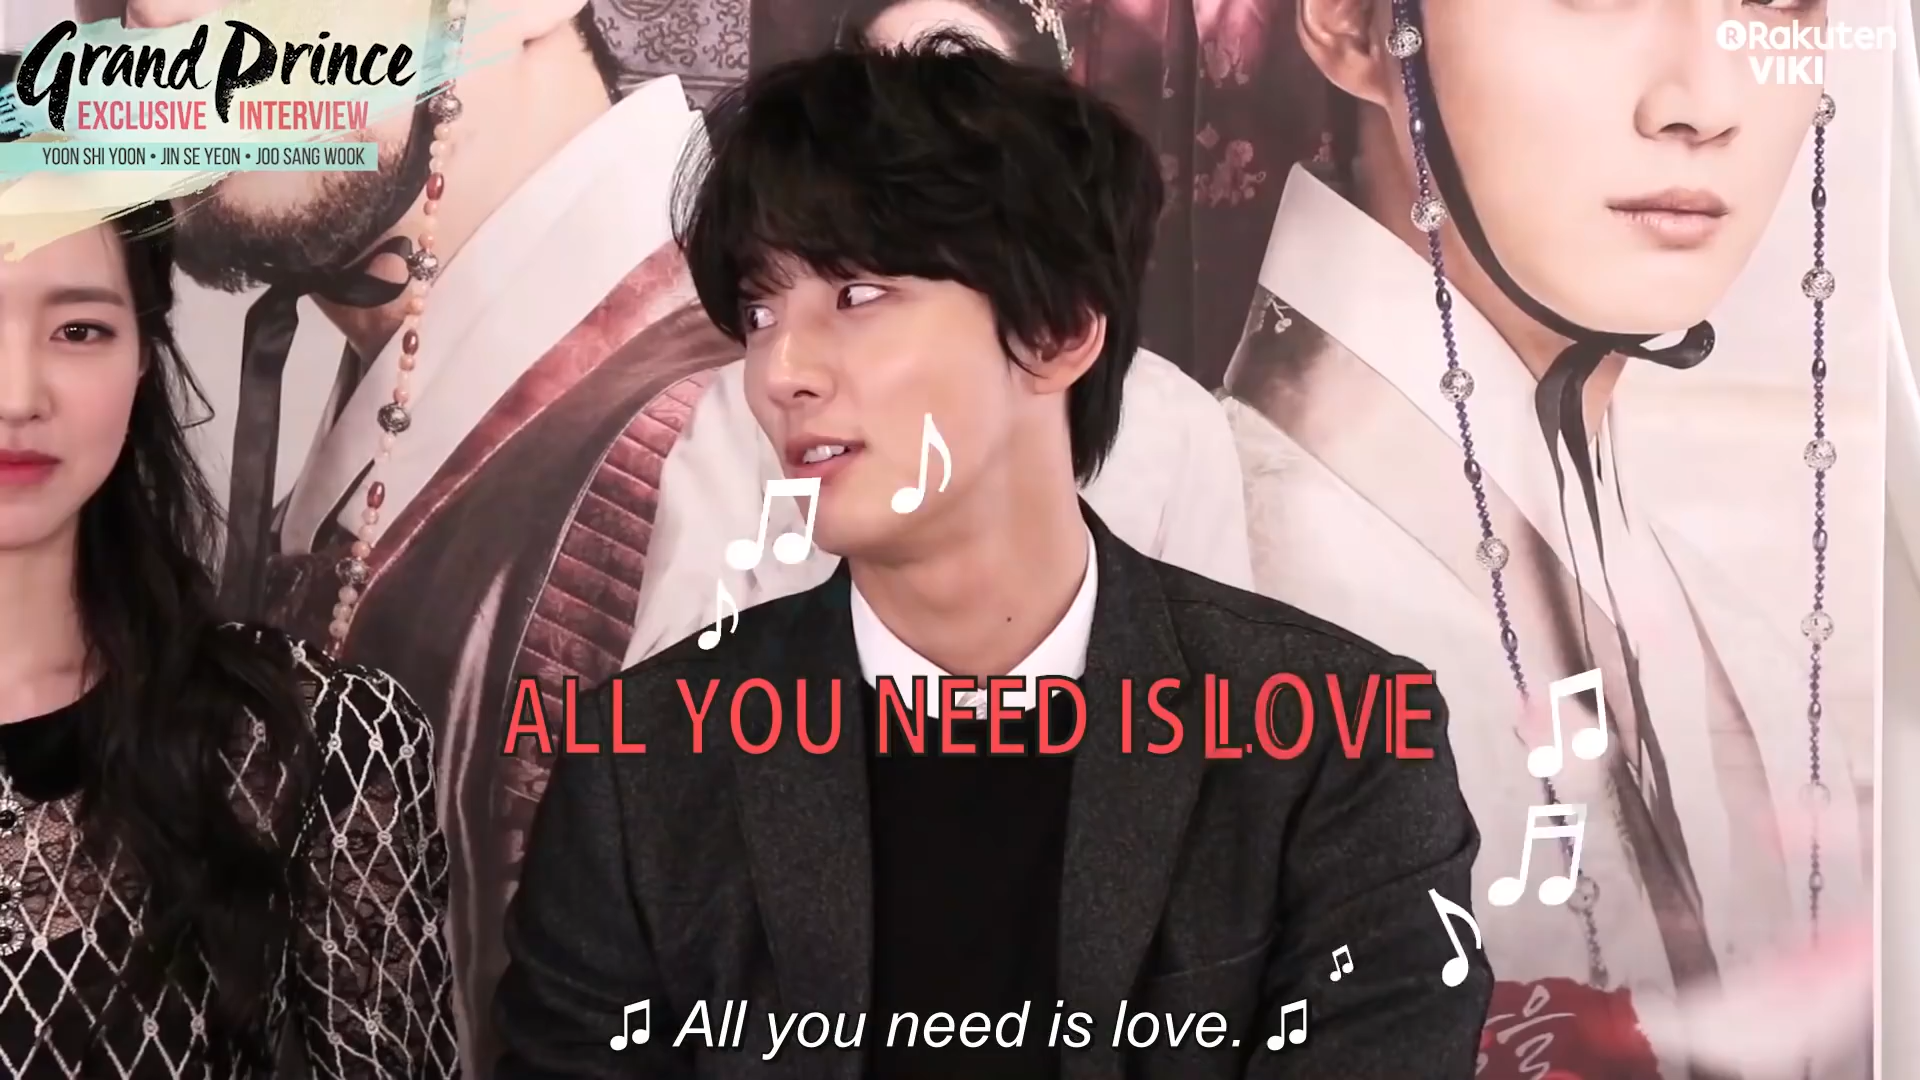 Grand Prince
EXCLUSIVE INTERVIEW
YOON SHI YOON • JIN SE YEON • JOO SANG WOOK
Rakuten
VIKI
ALL YOU NEED IS LOVE
♫ All you need is love. ♫
을